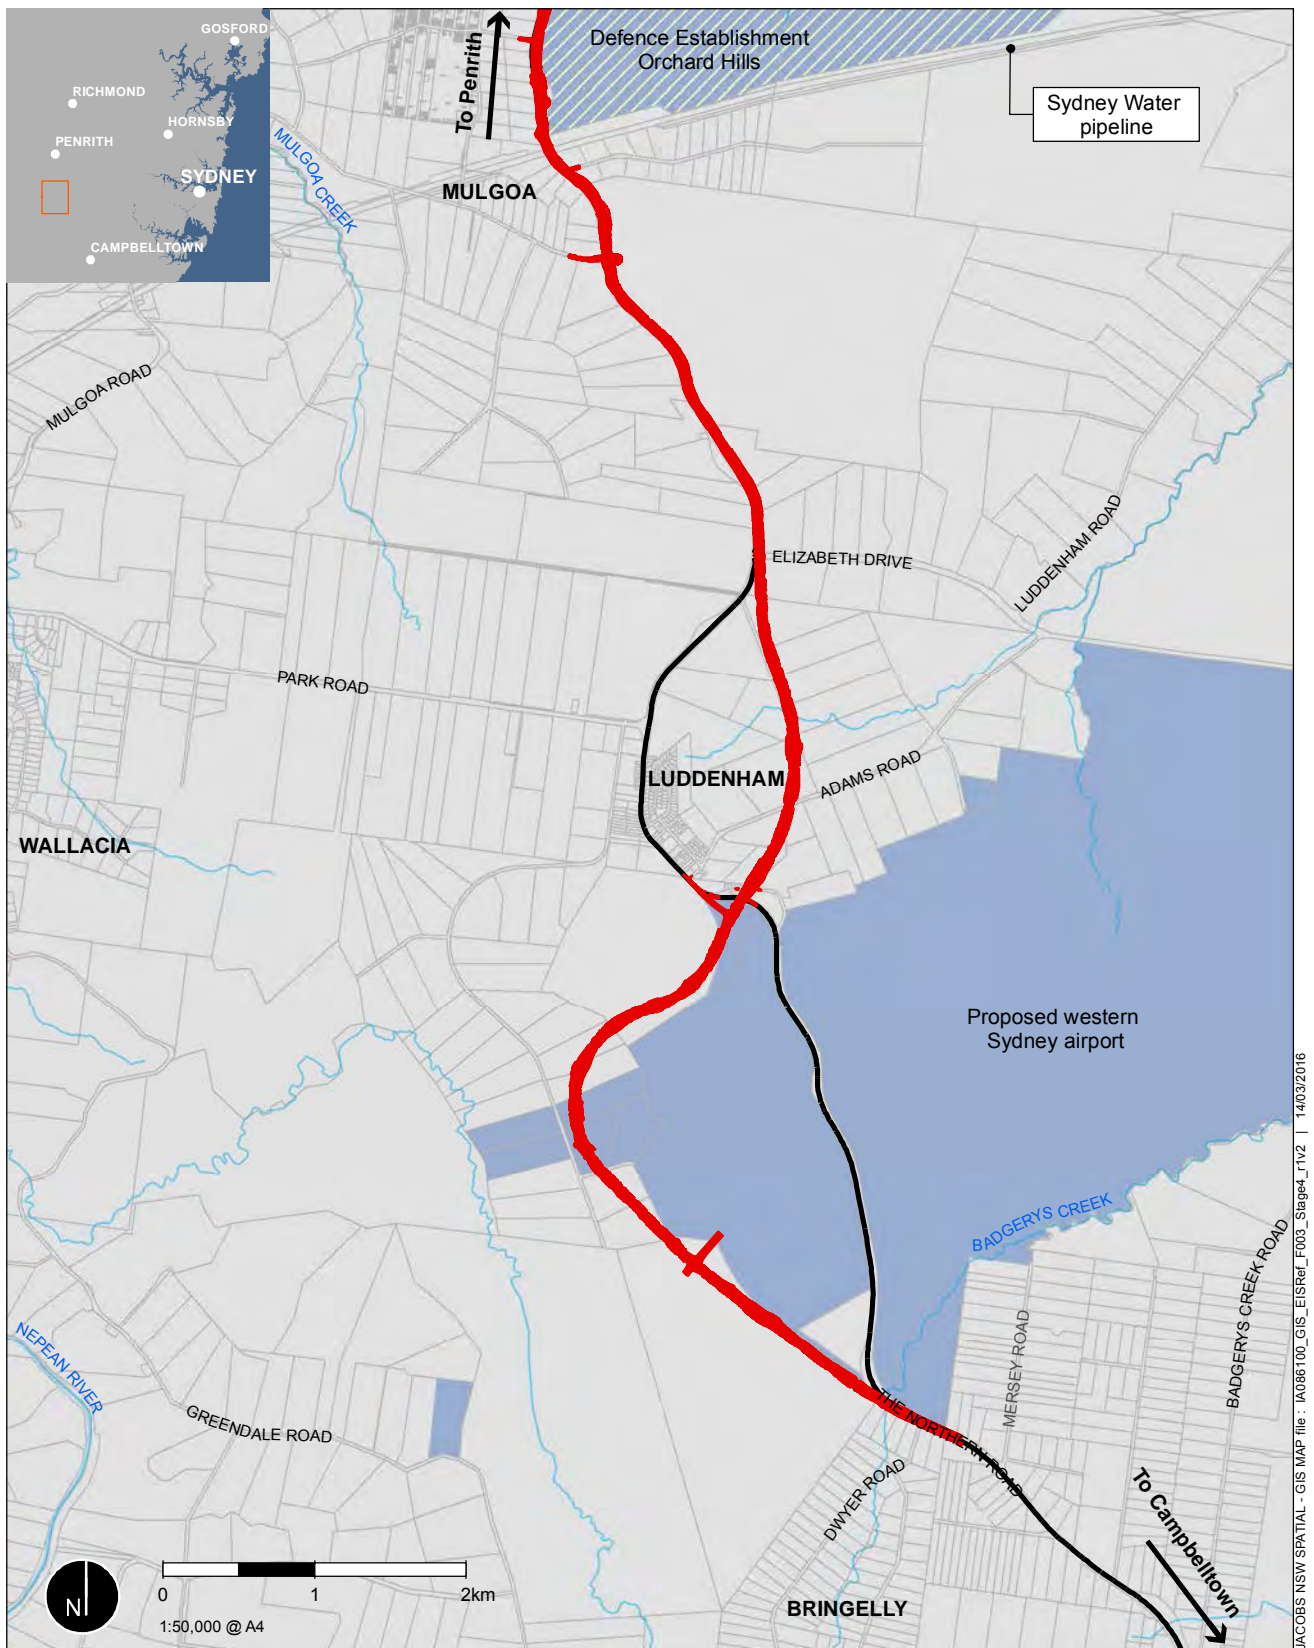 GOSFORD
RICHMOND
HORNSBY
PENRITH
SYDNEY
CAMPBELLTOWN
To Penrith
Defence Establishment
Orchard Hills
Sydney Water
pipeline
MULGOA CREEK
MULGOA
MULGOA ROAD
ELIZABETH DRIVE
LUDDENHAM ROAD
PARK ROAD
LUDDENHAM
ADAMS ROAD
WALLACIA
Proposed western
Sydney airport
BADGERYS CREEK
BADGERYS CREEK ROAD
MERSEY ROAD
NEPEAN RIVER
GREENDALE ROAD
THE NORTHERN ROAD
DWYER ROAD
To Campbelltown
BRINGELLY
N
0 1 2km
1:50,000 @ A4
JACOBS NSW SPATIAL - GIS MAP file : IA086100_GIS_EISRef_F003_Stage4_r1v2 | 14/03/2016